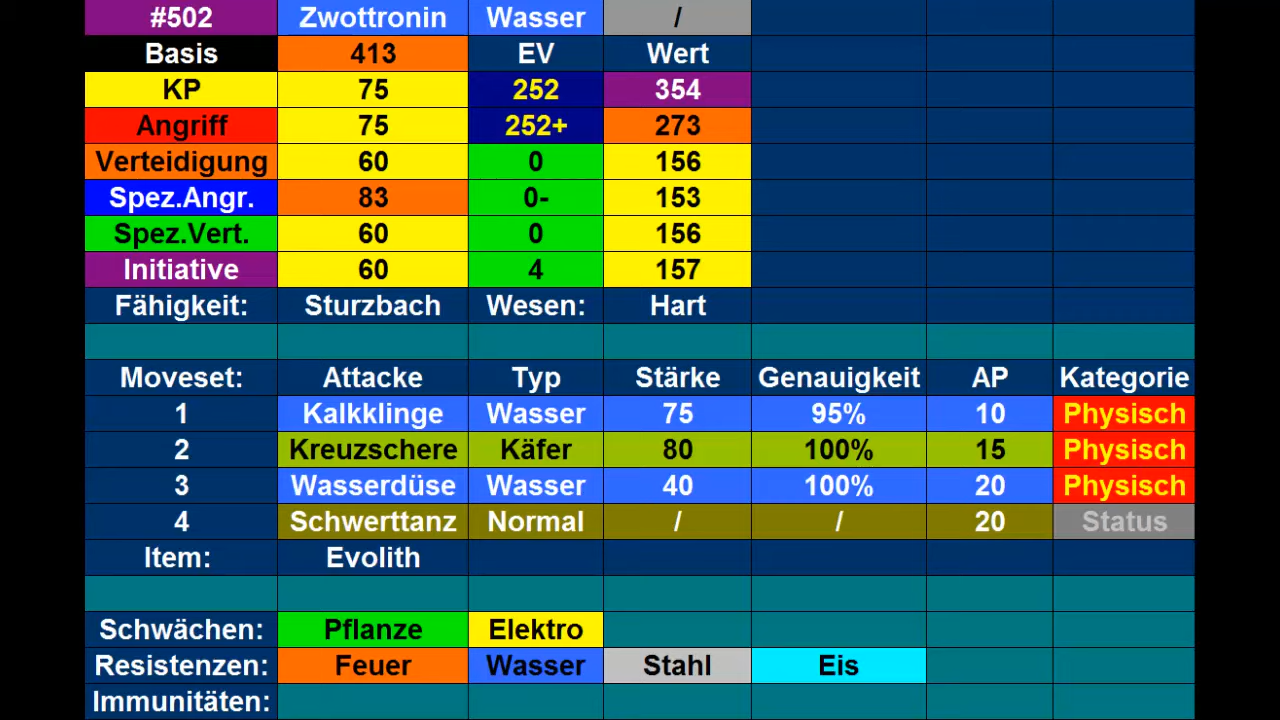 #502 Zwottronin Wasser /
Basis 413 EV Wert
KP 75 252 354
Angriff 75 252+ 273
Verteidigung 60 0 156
Spez.Angr. 83 0- 153
Spez.Vert. 60 0 156
Initiative 60 4 157
Fähigkeit: Sturzbach Wesen: Hart
Moveset: Attacke Typ Stärke Genauigkeit AP Kategorie
1 Kalkklinge Wasser 75 95% 10 Physisch
2 Kreuzschere Käfer 80 100% 15 Physisch
3 Wasserdüse Wasser 40 100% 20 Physisch
4 Schwerttanz Normal / / 20 Status
Item: Evolith
Schwächen: Pflanze Elektro
Resistenzen: Feuer Wasser Stahl Eis
Immunitäten: